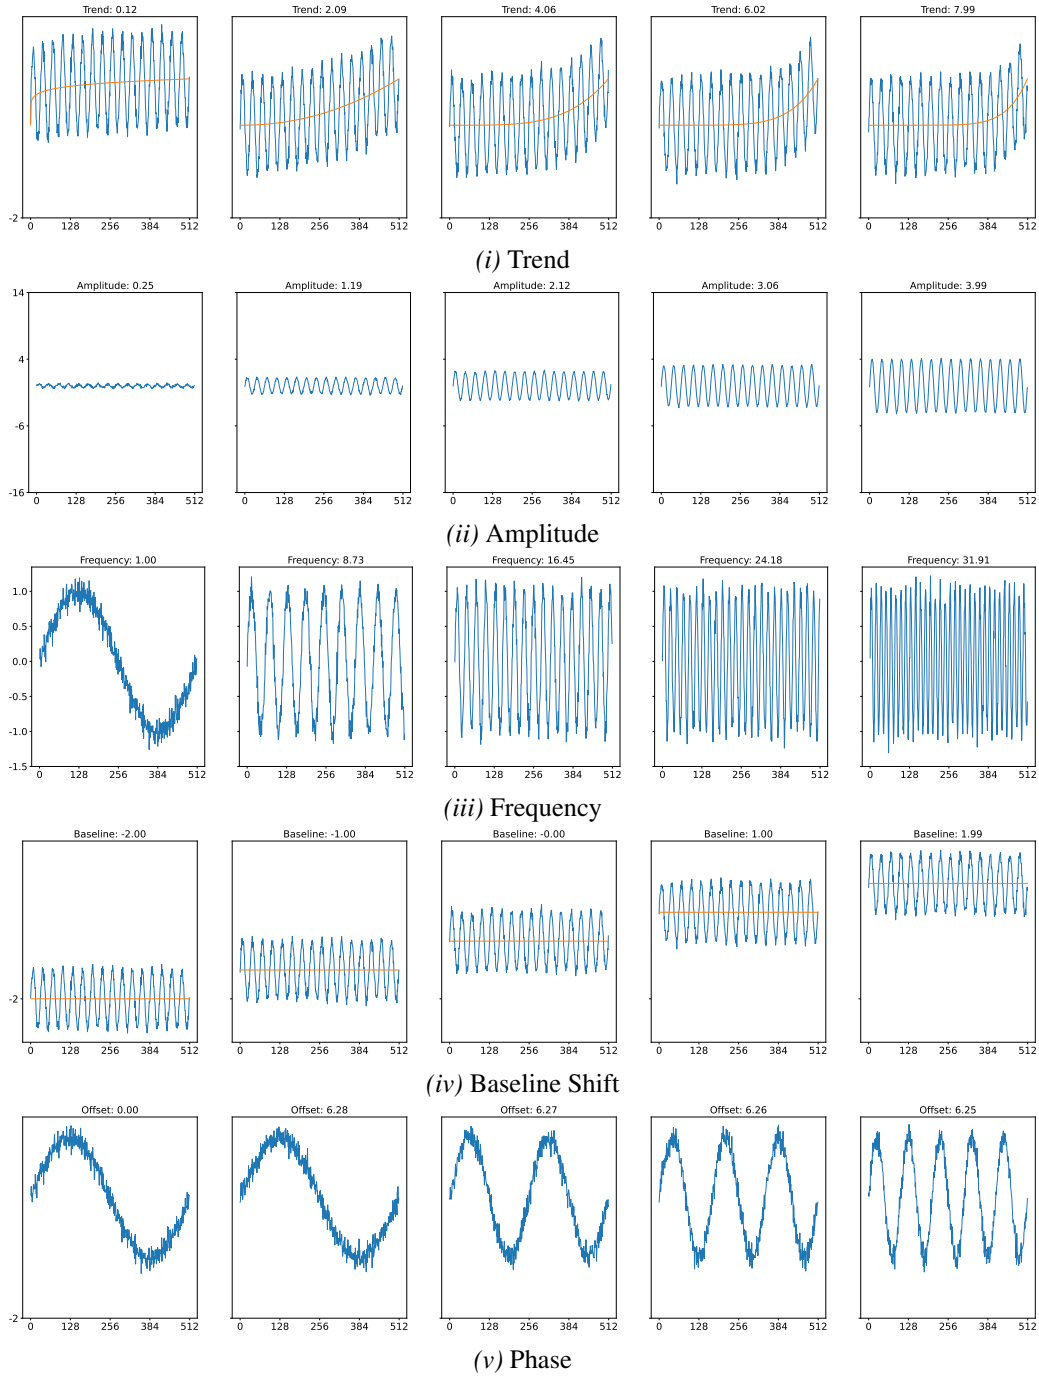 Trend: 0.12 Trend: 2.09 Trend: 4.06 Trend: 6.02 Trend: 7.99
-2
0 128 256 384 512 0 128 256 384 512 0 128 256 384 512 0 128 256 384 512 0 128 256 384 512
(i) Trend
Amplitude: 0.25 Amplitude: 1.19 Amplitude: 2.12 Amplitude: 3.06 Amplitude: 3.99
14
4
-6
-16
0 128 256 384 512 0 128 256 384 512 0 128 256 384 512 0 128 256 384 512 0 128 256 384 512
(ii) Amplitude
Frequency: 1.00 Frequency: 8.73 Frequency: 16.45 Frequency: 24.18 Frequency: 31.91
1.0
0.5
0.0
-0.5
-1.0
-1.5
0 128 256 384 512 0 128 256 384 512 0 128 256 384 512 0 128 256 384 512 0 128 256 384 512
(iii) Frequency
Baseline: -2.00 Baseline: -1.00 Baseline: -0.00 Baseline: 1.00 Baseline: 1.99
-2
0 128 256 384 512 0 128 256 384 512 0 128 256 384 512 0 128 256 384 512 0 128 256 384 512
(iv) Baseline Shift
Offset: 0.00 Offset: 6.28 Offset: 6.27 Offset: 6.26 Offset: 6.25
-2
0 128 256 384 512 0 128 256 384 512 0 128 256 384 512 0 128 256 384 512 0 128 256 384 512
(v) Phase